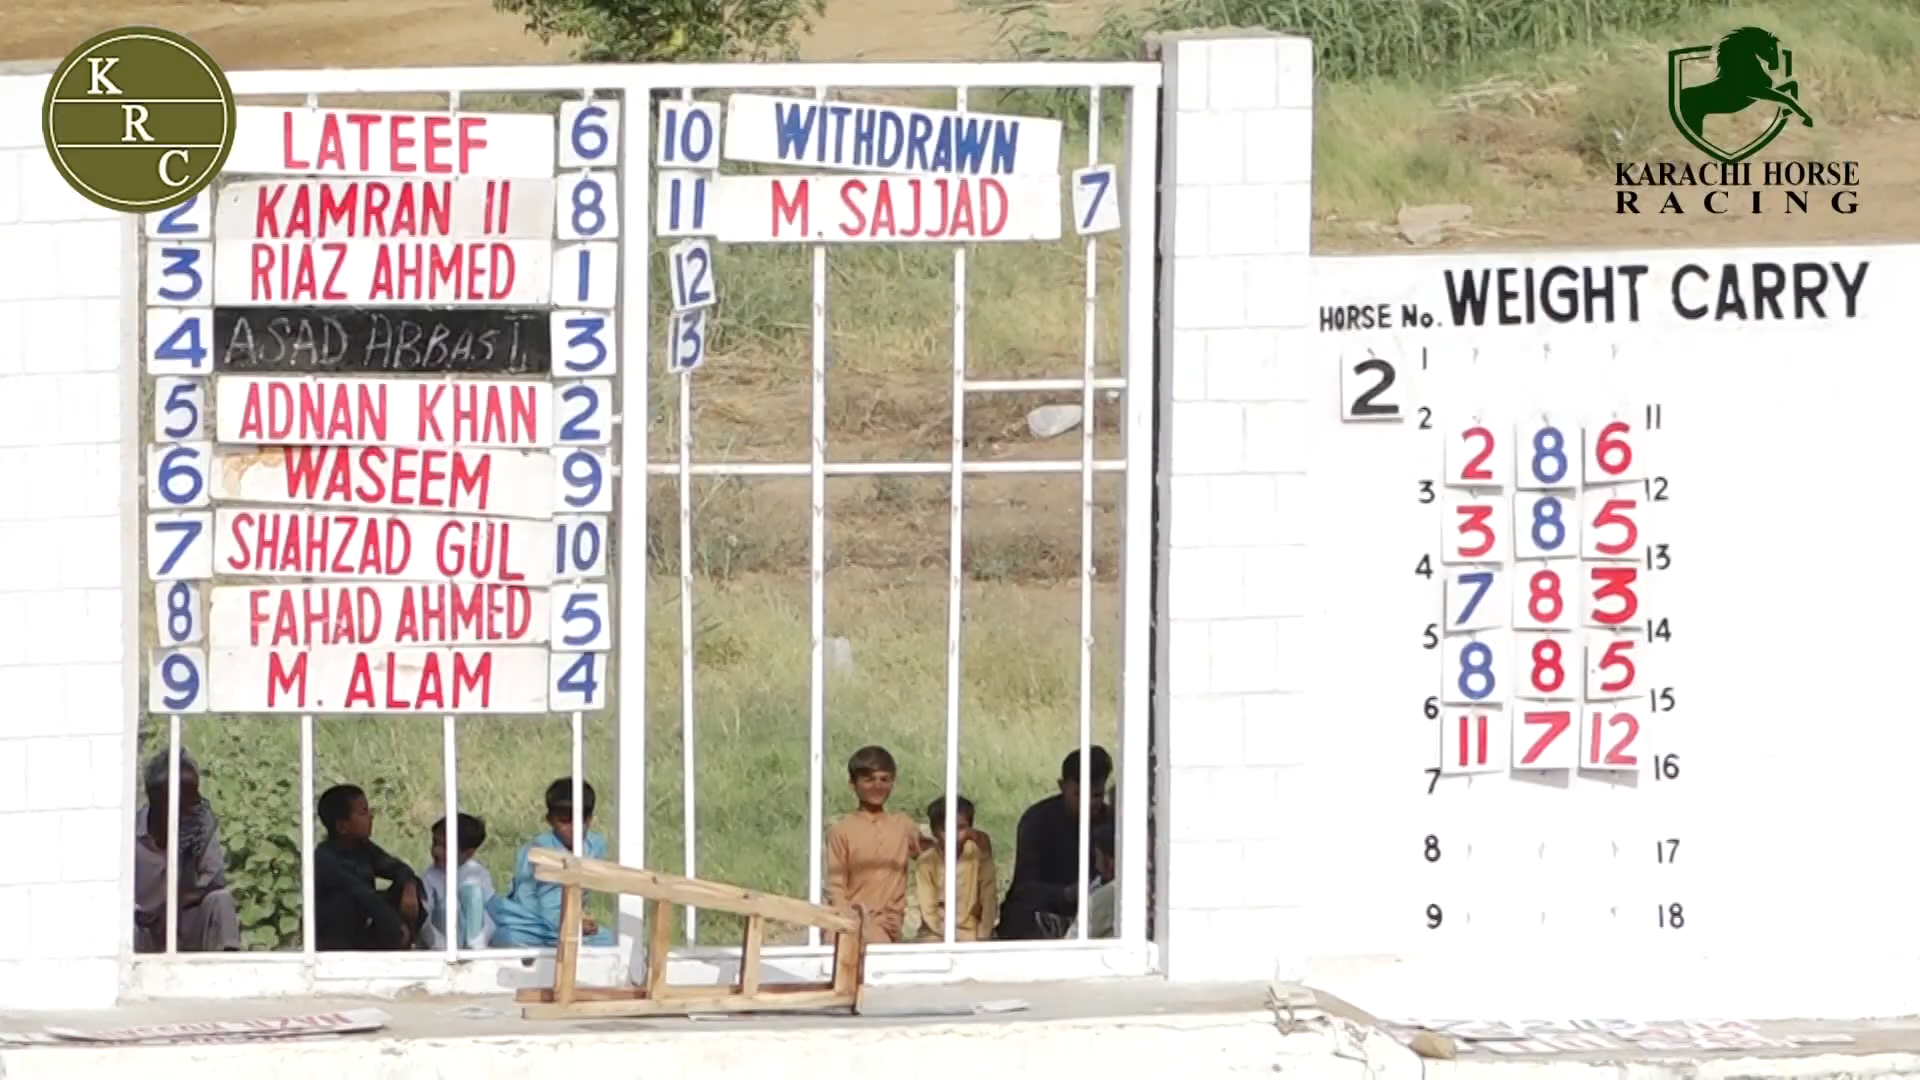 K
R
C
LATEEF 6
2 KAMRAN II 8
3 RIAZ AHMED 1
4 ASAD ABBASI 3
5 ADNAN KHAN 2
6 WASEEM 9
7 SHAHZAD GUL 10
8 FAHAD AHMED 5
9 M. ALAM 4
10 WITHDRAWN
11 M. SAJJAD 7
12
13
KARACHI HORSE
RACING
HORSE No. WEIGHT CARRY
2
1
2 11
2 8 6
3 12
3 8 5
4 13
7 8 3
5 14
8 8 5
6 15
11 7 12
7 16
8 17
9 18